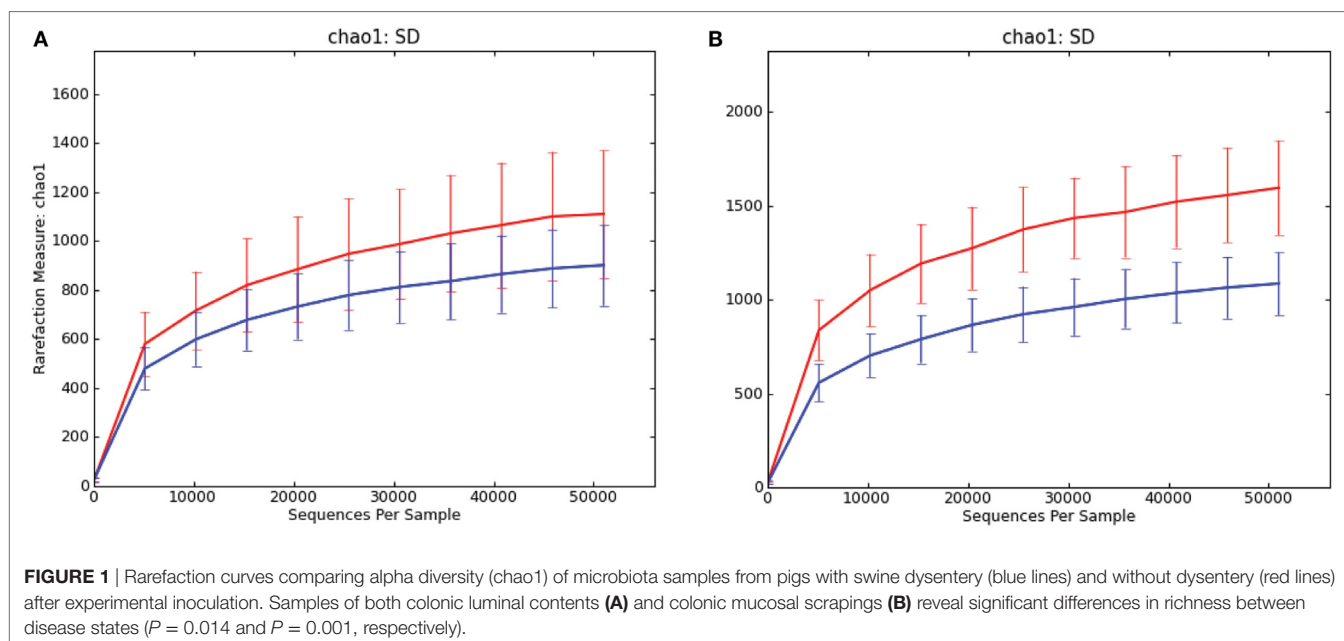 A
chao1: SD
Rarefaction Measure: chao1
1600
1400
1200
1000
800
600
400
200
0
0 10000 20000 30000 40000 50000
Sequences Per Sample
B
chao1: SD
2000
1500
1000
500
0
0 10000 20000 30000 40000 50000
Sequences Per Sample
FIGURE 1 | Rarefaction curves comparing alpha diversity (chao1) of microbiota samples from pigs with swine dysentery (blue lines) and without dysentery (red lines)
after experimental inoculation. Samples of both colonic luminal contents (A) and colonic mucosal scrapings (B) reveal significant differences in richness between
disease states (P = 0.014 and P = 0.001, respectively).